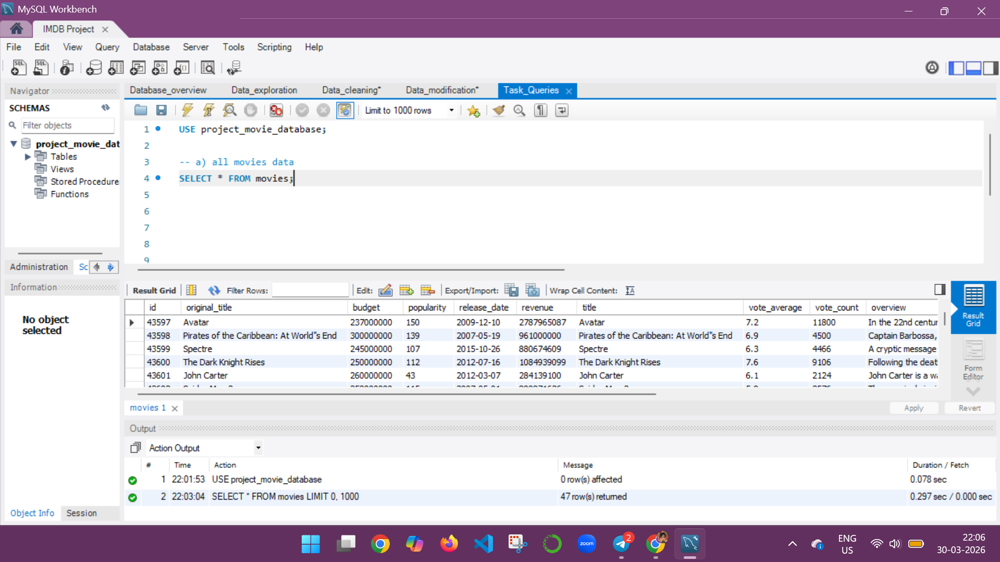 MySQL Workbench
IMDB Project
File Edit View Query Database Server Tools Scripting Help
Navigator
SCHEMAS
Filter objects
project_movie_dat
Tables
Views
Stored Procedure
Functions
Administration Sc
Information
No object
selected
Object Info Session
Database_overview Data_exploration Data_cleaning* Data_modification* Task_Queries
Limit to 1000 rows
1 USE project_movie_database;
2
3 -- a) all movies data
4 SELECT * FROM movies;
5
6
7
8
9
Result Grid Filter Rows: Edit: Export/Import: Wrap Cell Content:
id original_title budget popularity release_date revenue title vote_average vote_count overview
43597 Avatar 237000000 150 2009-12-10 2787965087 Avatar 7.2 11800 In the 22nd centur
43598 Pirates of the Caribbean: At World"s End 300000000 139 2007-05-19 961000000 Pirates of the Caribbean: At World"s End 6.9 4500 Captain Barbossa,
43599 Spectre 245000000 107 2015-10-26 880674609 Spectre 6.3 4466 A cryptic message
43600 The Dark Knight Rises 250000000 112 2012-07-16 1084939099 The Dark Knight Rises 7.6 9106 Following the deat
43601 John Carter 260000000 43 2012-03-07 284139100 John Carter 6.1 2124 John Carter is a w
Result
Grid
Form
Editor
movies 1
Apply Revert
Output
Action Output
# Time Action Message Duration / Fetch
1 22:01:53 USE project_movie_database 0 row(s) affected 0.078 sec
2 22:03:04 SELECT * FROM movies LIMIT 0, 1000 47 row(s) returned 0.297 sec / 0.000 sec
zoom
2
ENG
US
22:06
30-03-2026